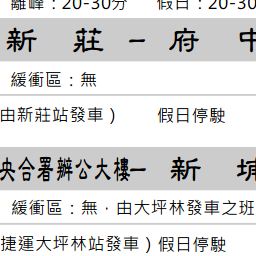 離峰：20-30分 假日：20-30
新 莊 － 府 中
緩衝區：無
由新莊站發車） 假日停駛
央合署辦公大樓－ 新 埔
緩衝區：無，由大坪林發車之班
捷運大坪林站發車）假日停駛